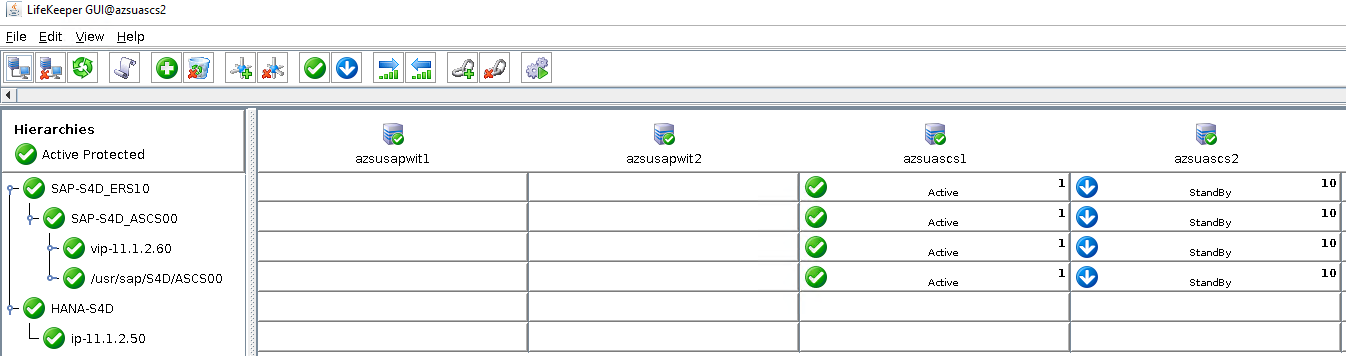 LifeKeeper GUI@azsuascs2
File Edit View Help
Hierarchies
Active Protected
azsusapwit1 azsusapwit2 azsuascs1 azsuascs2
SAP-S4D_ERS10 1 Active 10 StandBy
SAP-S4D_ASCS00 1 Active 10 StandBy
vip-11.1.2.60 1 Active 10 StandBy
/usr/sap/S4D/ASCS00 1 Active 10 StandBy
HANA-S4D
ip-11.1.2.50